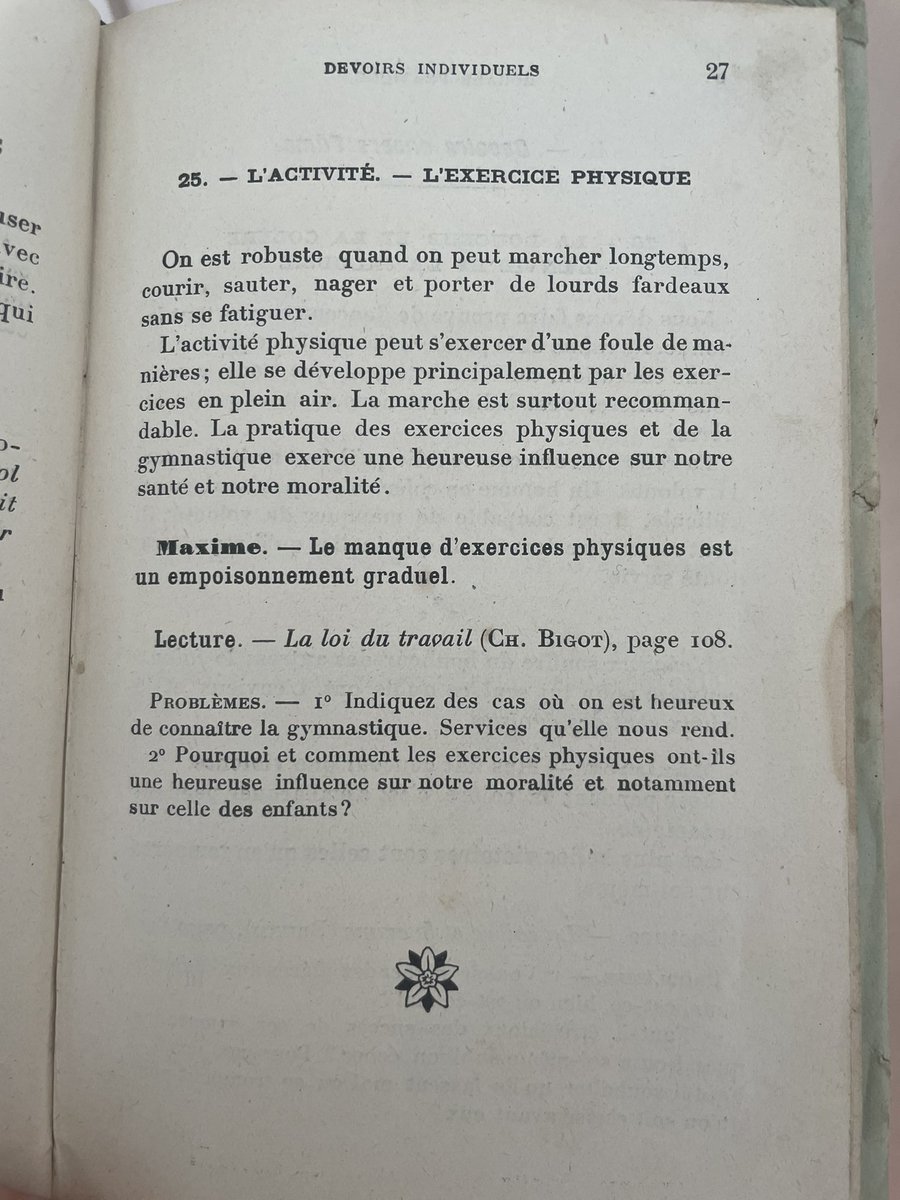 DEVOIRS INDIVIDUELS 27
25. — L'ACTIVITÉ. — L'EXERCICE PHYSIQUE
On est robuste quand on peut marcher longtemps,
courir, sauter, nager et porter de lourds fardeaux
sans se fatiguer.
L'activité physique peut s'exercer d'une foule de ma-
nières ; elle se développe principalement par les exer-
cices en plein air. La marche est surtout recomman-
dable. La pratique des exercices physiques et de la
gymnastique exerce une heureuse influence sur notre
santé et notre moralité.
Maxime. — Le manque d'exercices physiques est
un empoisonnement graduel.
Lecture. — La loi du travail (CH. BIGOT), page 108.
PROBLÈMES. — 1° Indiquez des cas où on est heureux
de connaître la gymnastique. Services qu'elle nous rend.
2° Pourquoi et comment les exercices physiques ont-ils
une heureuse influence sur notre moralité et notamment
sur celle des enfants ?